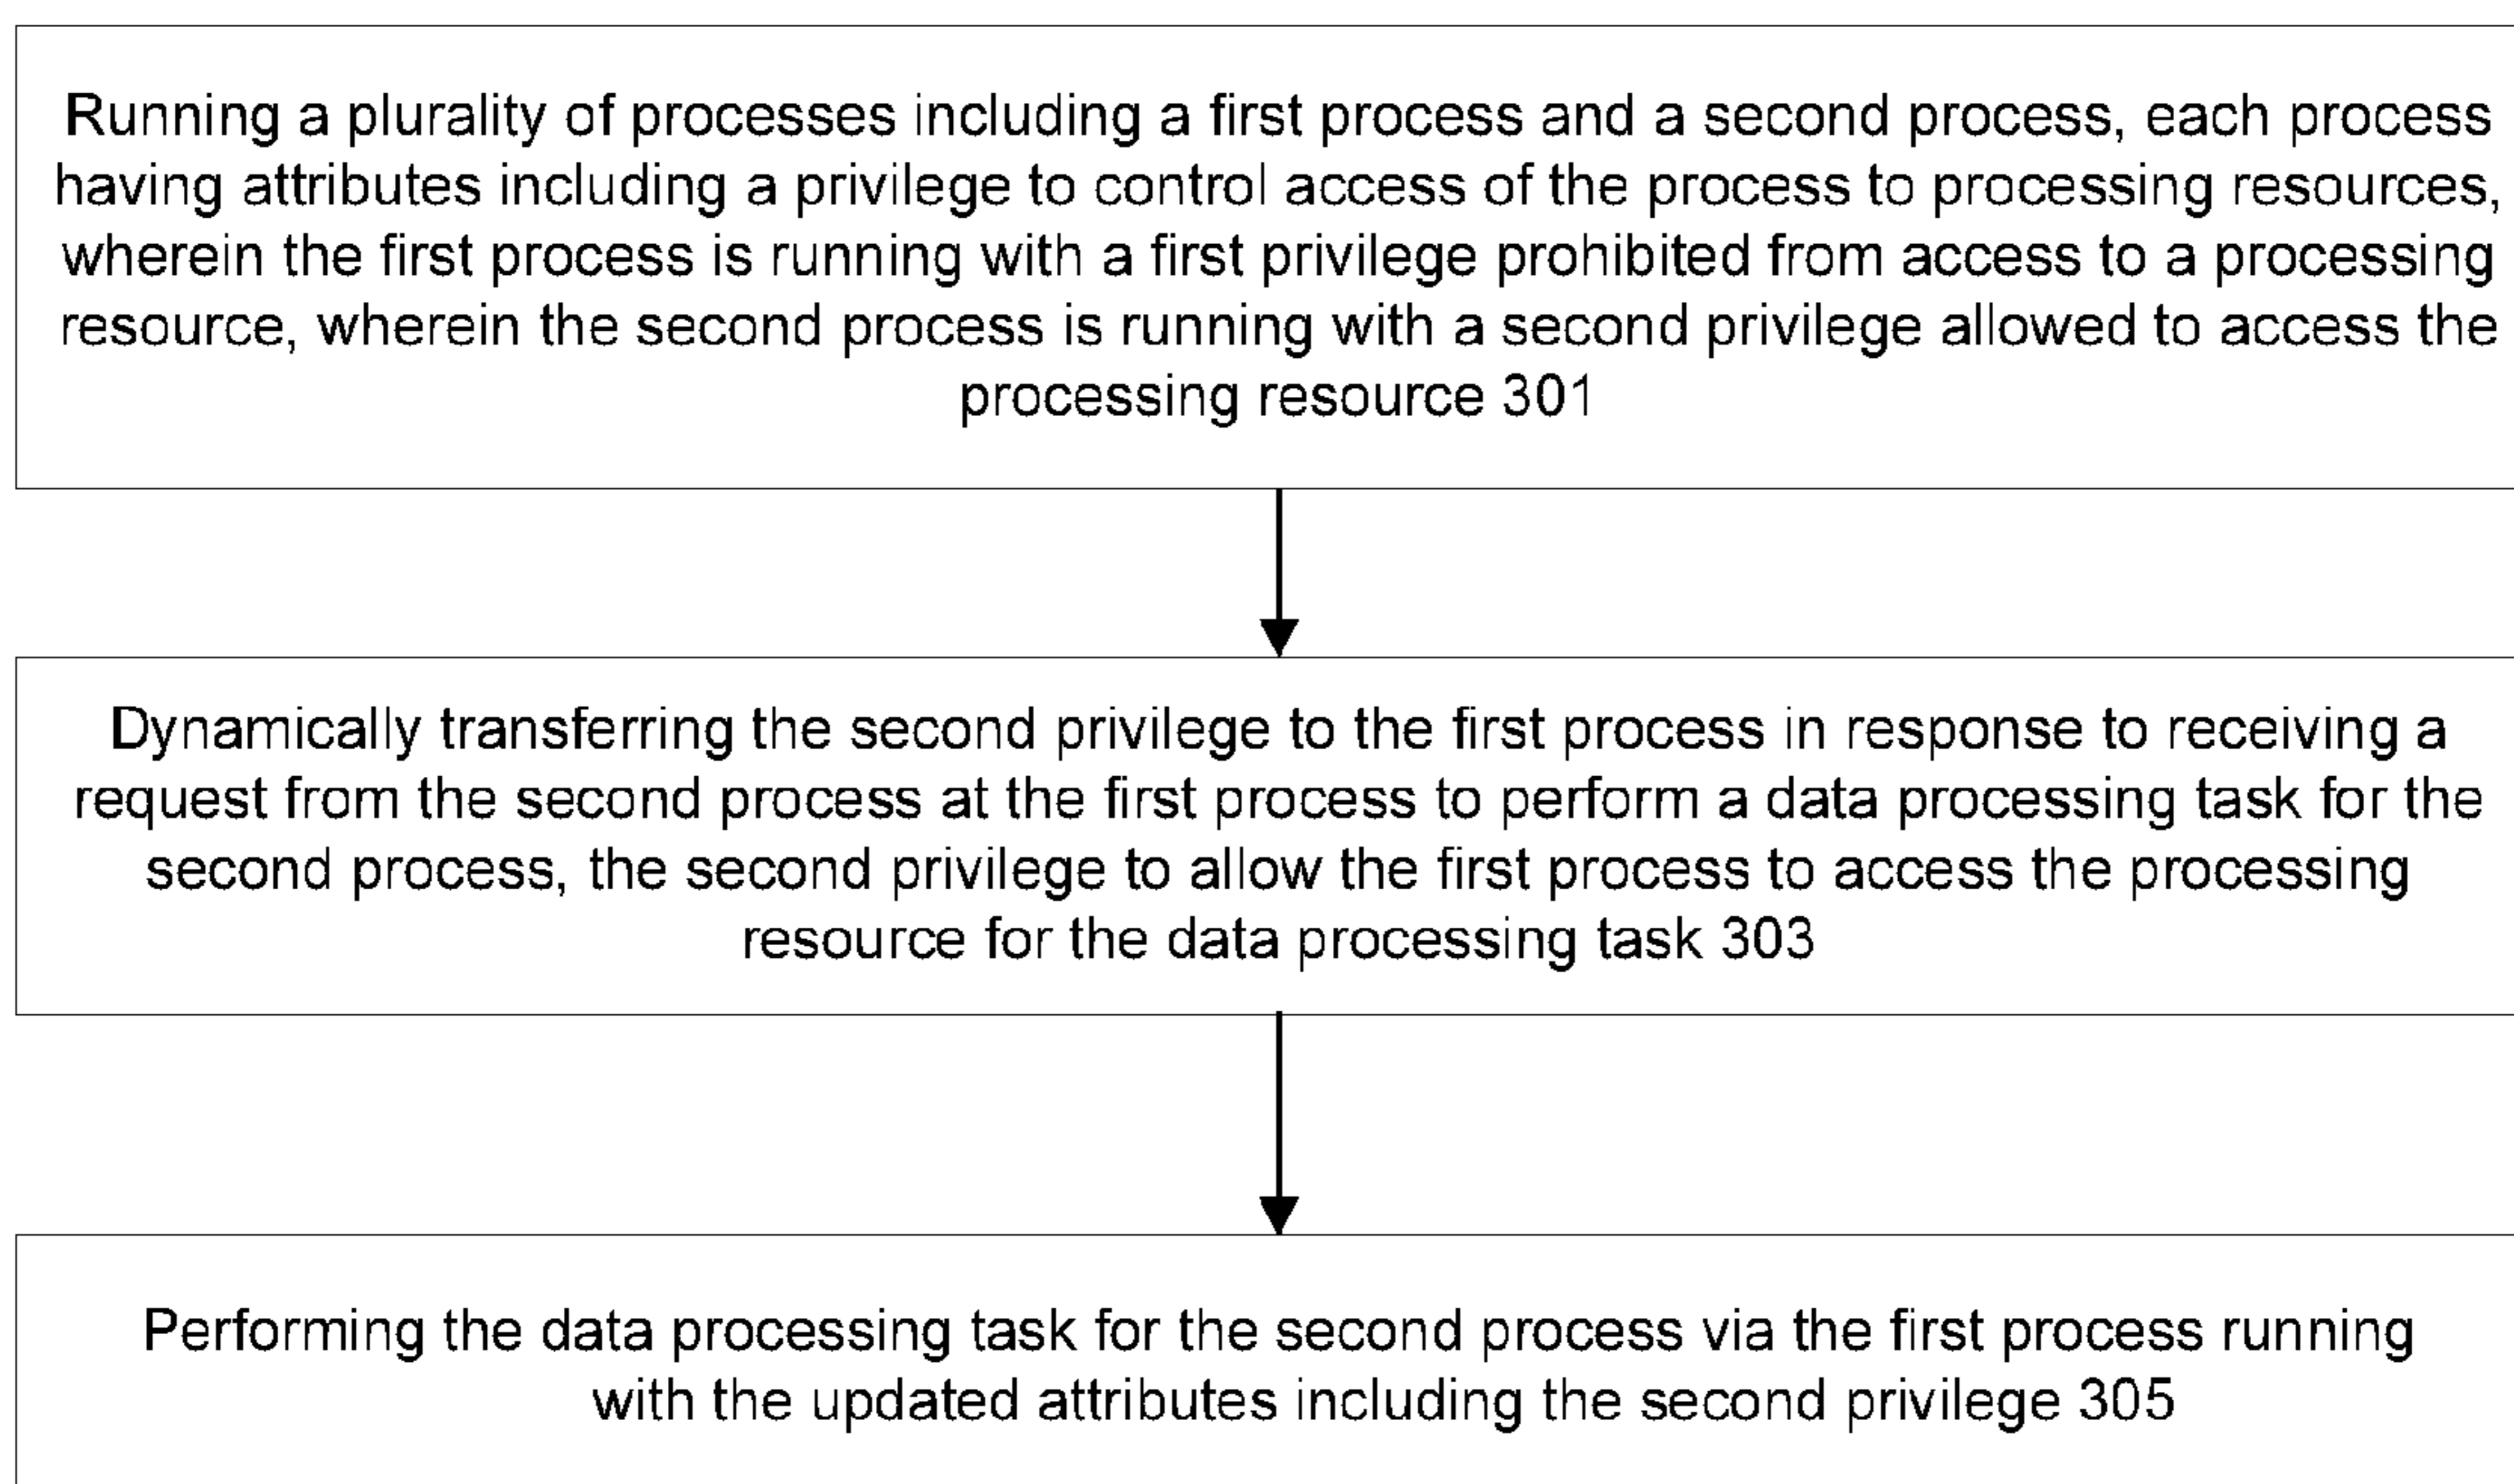 Running a plurality of processes including a first process and a second process, each process
having attributes including a privilege to control access of the process to processing resources,
wherein the first process is running with a first privilege prohibited from access to a processing
resource, wherein the second process is running with a second privilege allowed to access the
processing resource 301
Dynamically transferring the second privilege to the first process in response to receiving a
request from the second process at the first process to perform a data processing task for the
second process, the second privilege to allow the first process to access the processing
resource for the data processing task 303
Performing the data processing task for the second process via the first process running
with the updated attributes including the second privilege 305